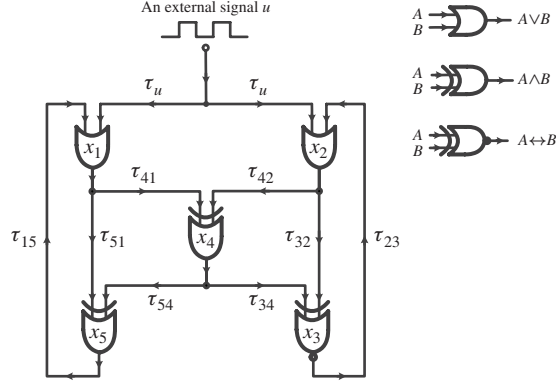 An external signal u
τu τu
x1 x2
τ41 τ42
τ15 τ51 x4 τ32 τ23
τ54 τ34
x5 x3
A
B
A∨B
A
B
A∧B
A
B
A↔B